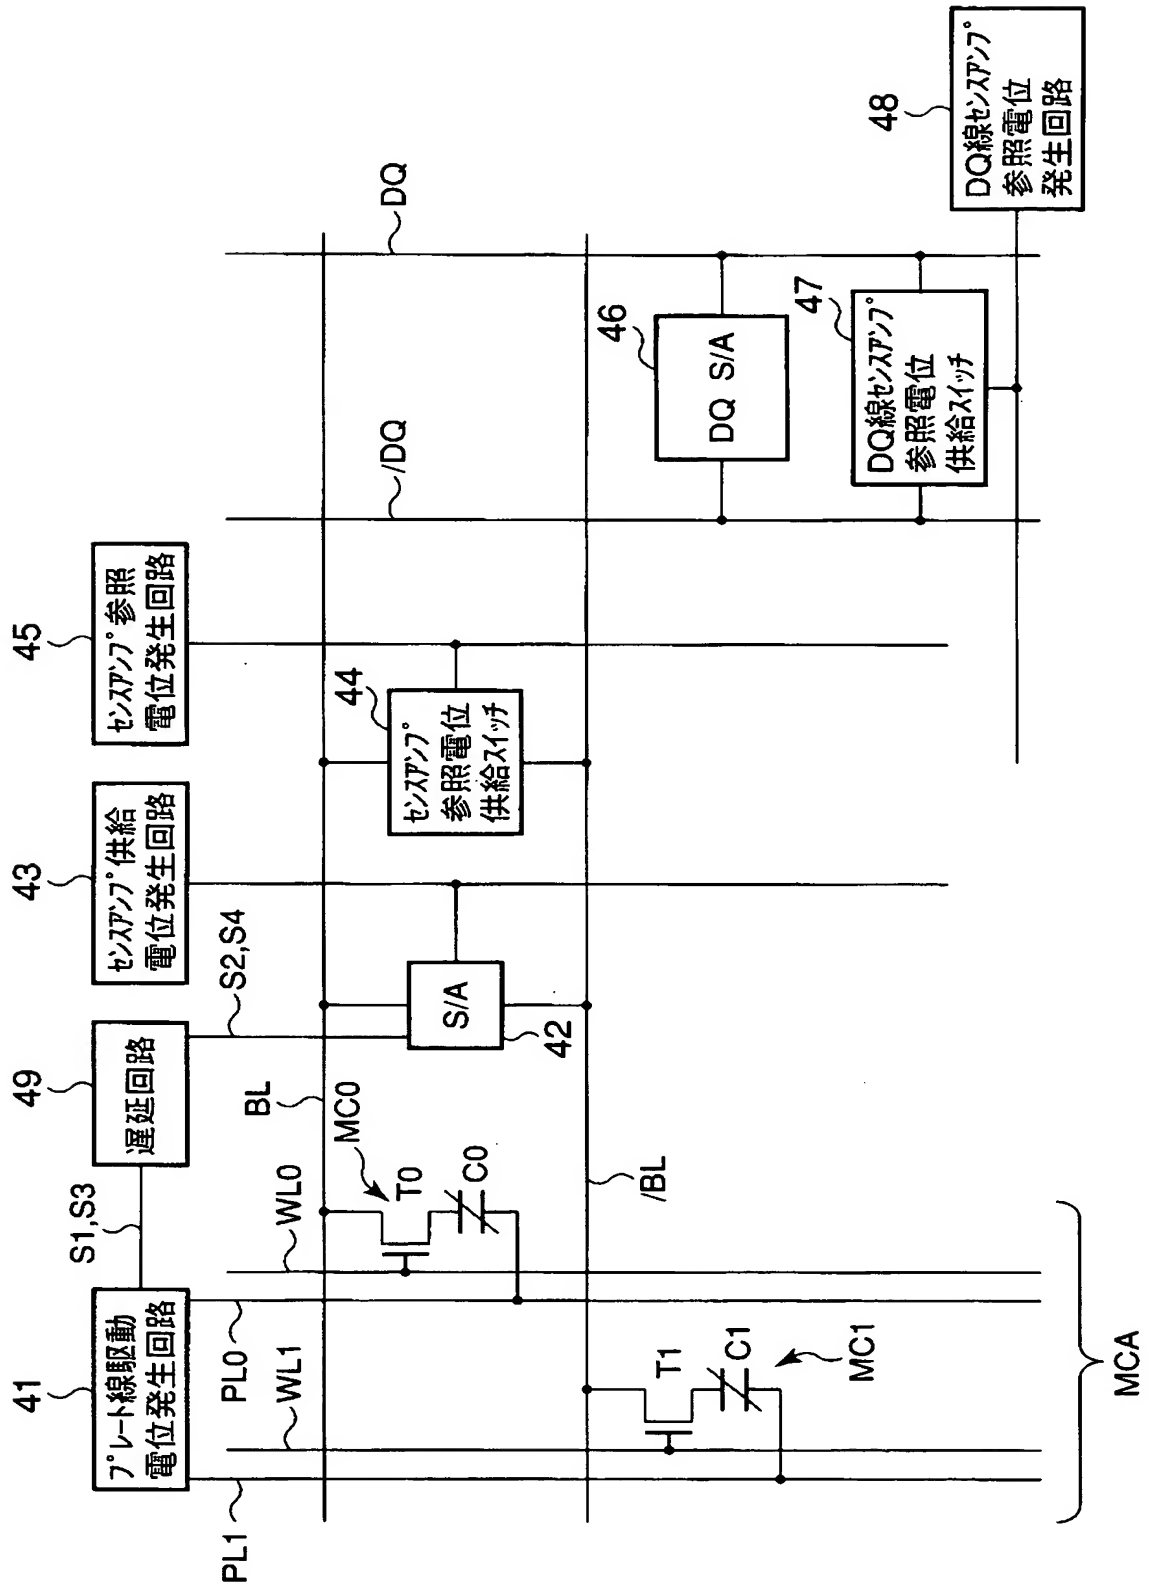 41
プレート線駆動
電位発生回路
S1,S3
49
遅延回路
S2,S4
43
センスアンプ供給
電位発生回路
45
センスアンプ参照
電位発生回路
PL1
WL1
PL0
WL0
BL
MC0
T0
C0
/BL
T1
C1
MC1
MCA
S/A
42
44
センスアンプ
参照電位
供給スイッチ
/DQ
DQ
46
DQ S/A
47
DQ線センスアンプ
参照電位
供給スイッチ
48
DQ線センスアンプ
参照電位
発生回路